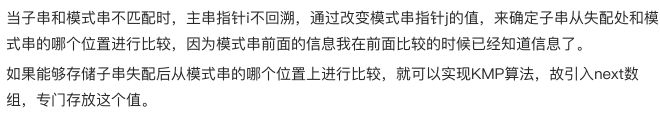 当子串和模式串不匹配时，主串指针i不回溯，通过改变模式串指针j的值，来确定子串从失配处和模
式串的哪个位置进行比较，因为模式串前面的信息我在前面比较的时候已经知道信息了。
如果能够存储子串失配后从模式串的哪个位置上进行比较，就可以实现KMP算法，故引入next数
组，专门存放这个值。